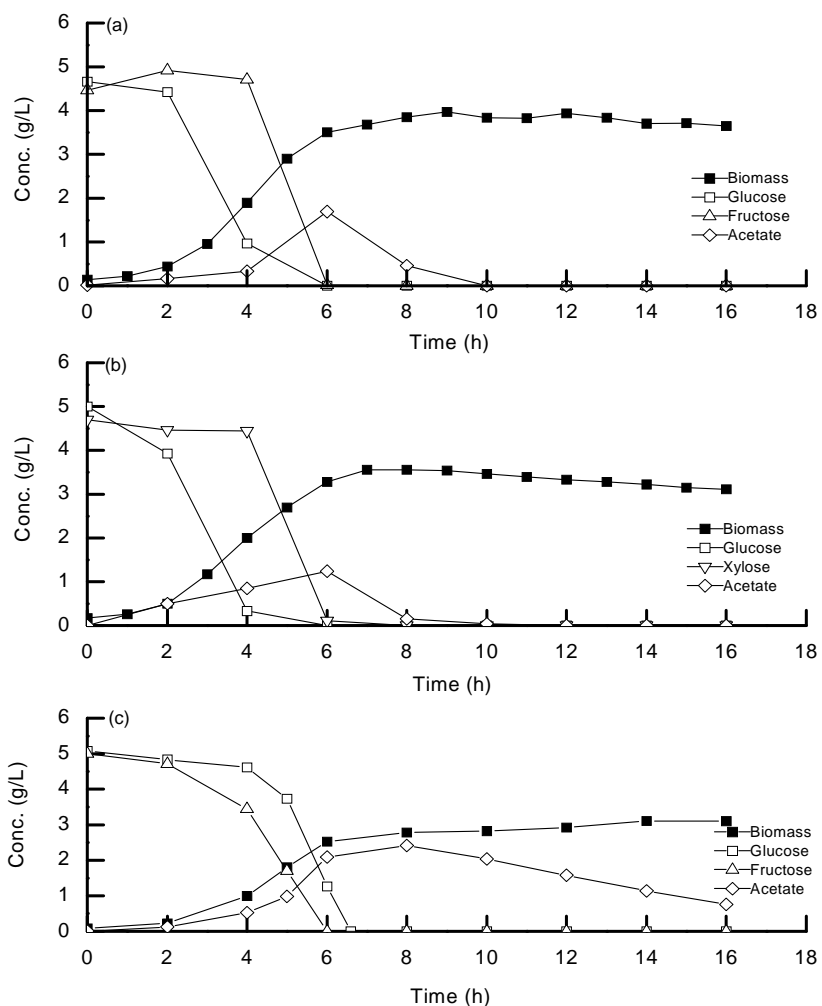 (a)
6
5
4
3
2
1
0
Conc. (g/L)
Biomass
Glucose
Fructose
Acetate
0 2 4 6 8 10 12 14 16 18
Time (h)
(b)
6
5
4
3
2
1
0
Conc. (g/L)
Biomass
Glucose
Xylose
Acetate
0 2 4 6 8 10 12 14 16 18
Time (h)
(c)
6
5
4
3
2
1
0
Conc. (g/L)
Biomass
Glucose
Fructose
Acetate
0 2 4 6 8 10 12 14 16 18
Time (h)